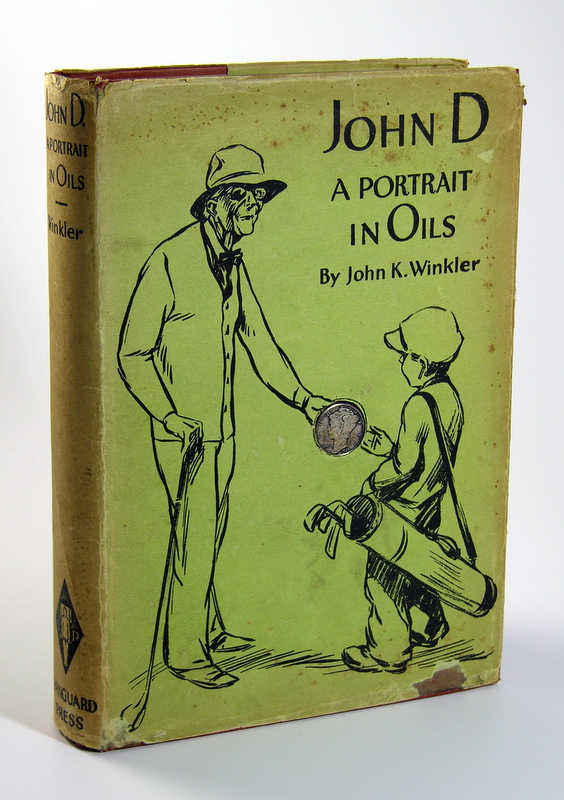 JOHN D.
A PORTRAIT
IN OILS
Winkler
VANGUARD
PRESS
JOHN D
A PORTRAIT
IN OILS
By John K. Winkler